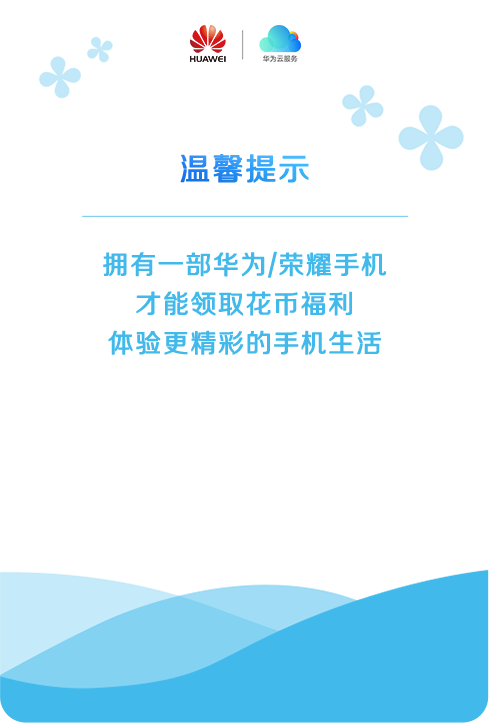 HUAWEI
华为云服务
温馨提示
拥有一部华为/荣耀手机
才能领取花币福利
体验更精彩的手机生活